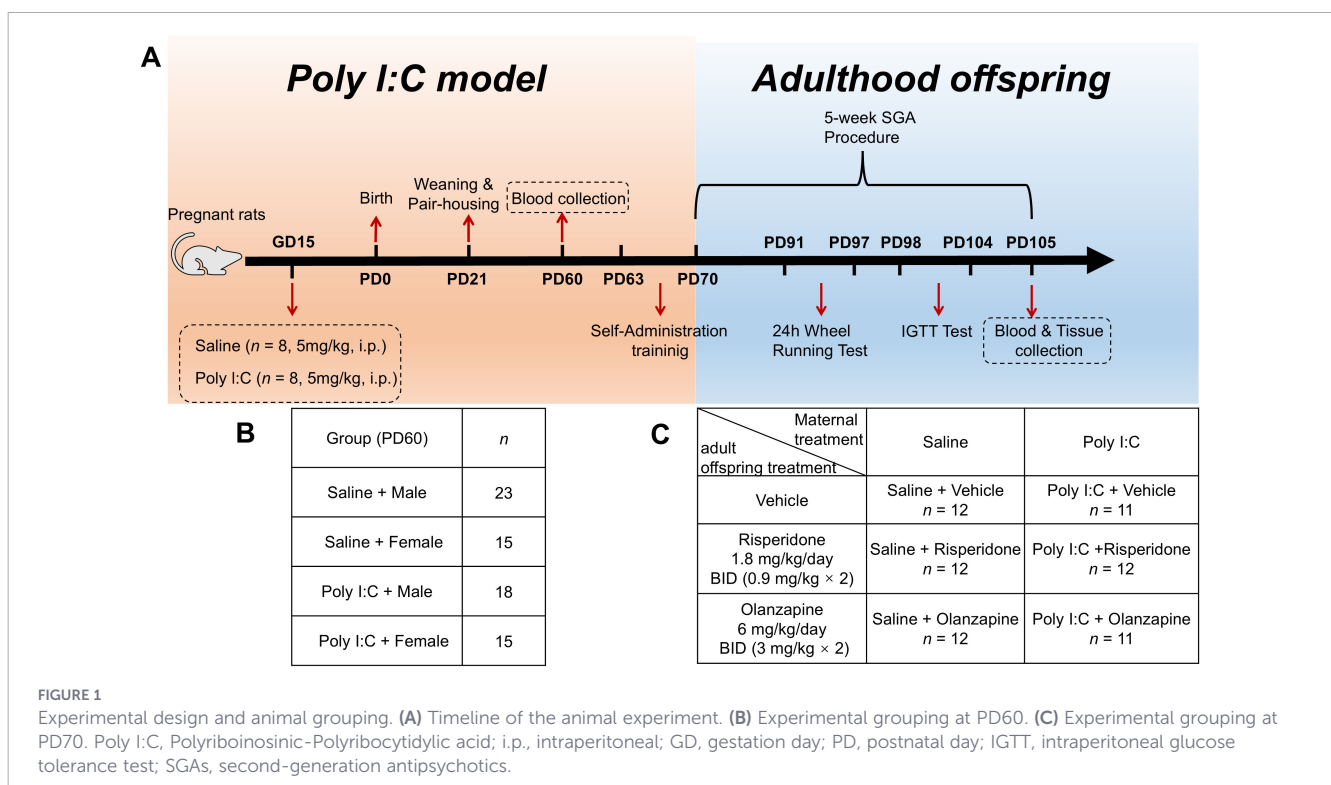 A
Poly I:C model
Adulthood offspring
5-week SGA
Procedure
Pregnant rats
Birth
Weaning &
Pair-housing
Blood collection
GD15
PD0
PD21
PD60
PD63
PD70
PD91
PD97
PD98
PD104
PD105
Saline (n = 8, 5mg/kg, i.p.)
Poly I:C (n = 8, 5mg/kg, i.p.)
Self-Administration
traininig
24h Wheel
Running Test
IGTT Test
Blood & Tissue
collection
B
Group (PD60) n
Saline + Male 23
Saline + Female 15
Poly I:C + Male 18
Poly I:C + Female 15
C
Maternal
treatment
adult
offspring treatment
Saline
Poly I:C
Vehicle
Saline + Vehicle
n = 12
Poly I:C + Vehicle
n = 11
Risperidone
1.8 mg/kg/day
BID (0.9 mg/kg × 2)
Saline + Risperidone
n = 12
Poly I:C +Risperidone
n = 12
Olanzapine
6 mg/kg/day
BID (3 mg/kg × 2)
Saline + Olanzapine
n = 12
Poly I:C + Olanzapine
n = 11
FIGURE 1
Experimental design and animal grouping. (A) Timeline of the animal experiment. (B) Experimental grouping at PD60. (C) Experimental grouping at
PD70. Poly I:C, Polyriboinosinic-Polyribocytidylic acid; i.p., intraperitoneal; GD, gestation day; PD, postnatal day; IGTT, intraperitoneal glucose
tolerance test; SGAs, second-generation antipsychotics.